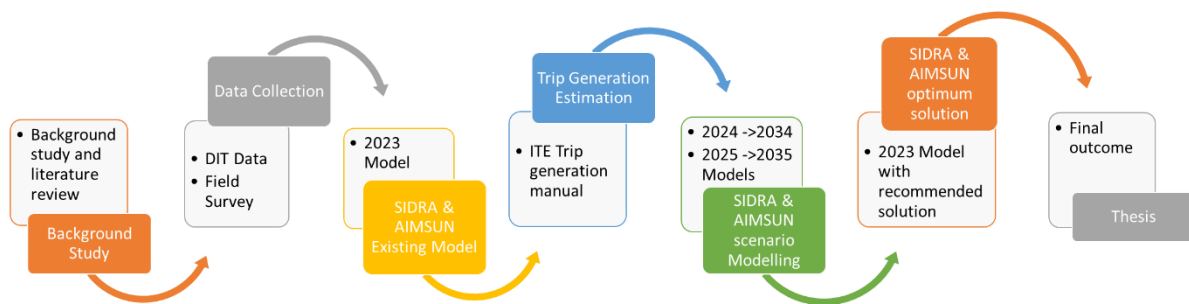 • Background
study and
literature
review
Background
Study
Data Collection
• DIT Data
• Field
Survey
• 2023
Model
SIDRA &
AIMSUN
Existing Model
Trip Generation
Estimation
• ITE Trip
generation
manual
• 2024 ->2034
• 2025 ->2035
Models
SIDRA &
AIMSUN
scenario
Modelling
SIDRA &
AIMSUN
optimum
solution
• 2023 Model
with
recommended
solution
• Final
outcome
Thesis